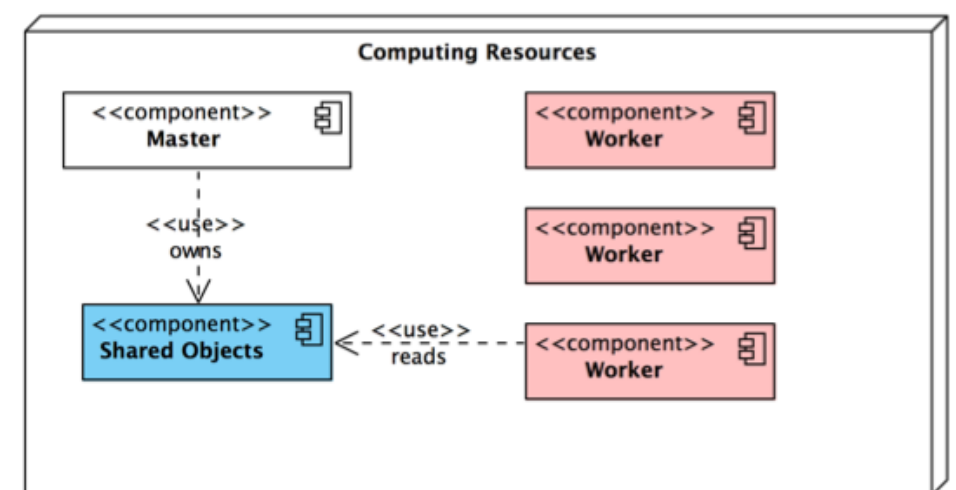 Computing Resources
<<component>>
Master
<<component>>
Worker
<<use>>
owns
<<component>>
Worker
<<component>>
Shared Objects
<<use>>
reads
<<component>>
Worker